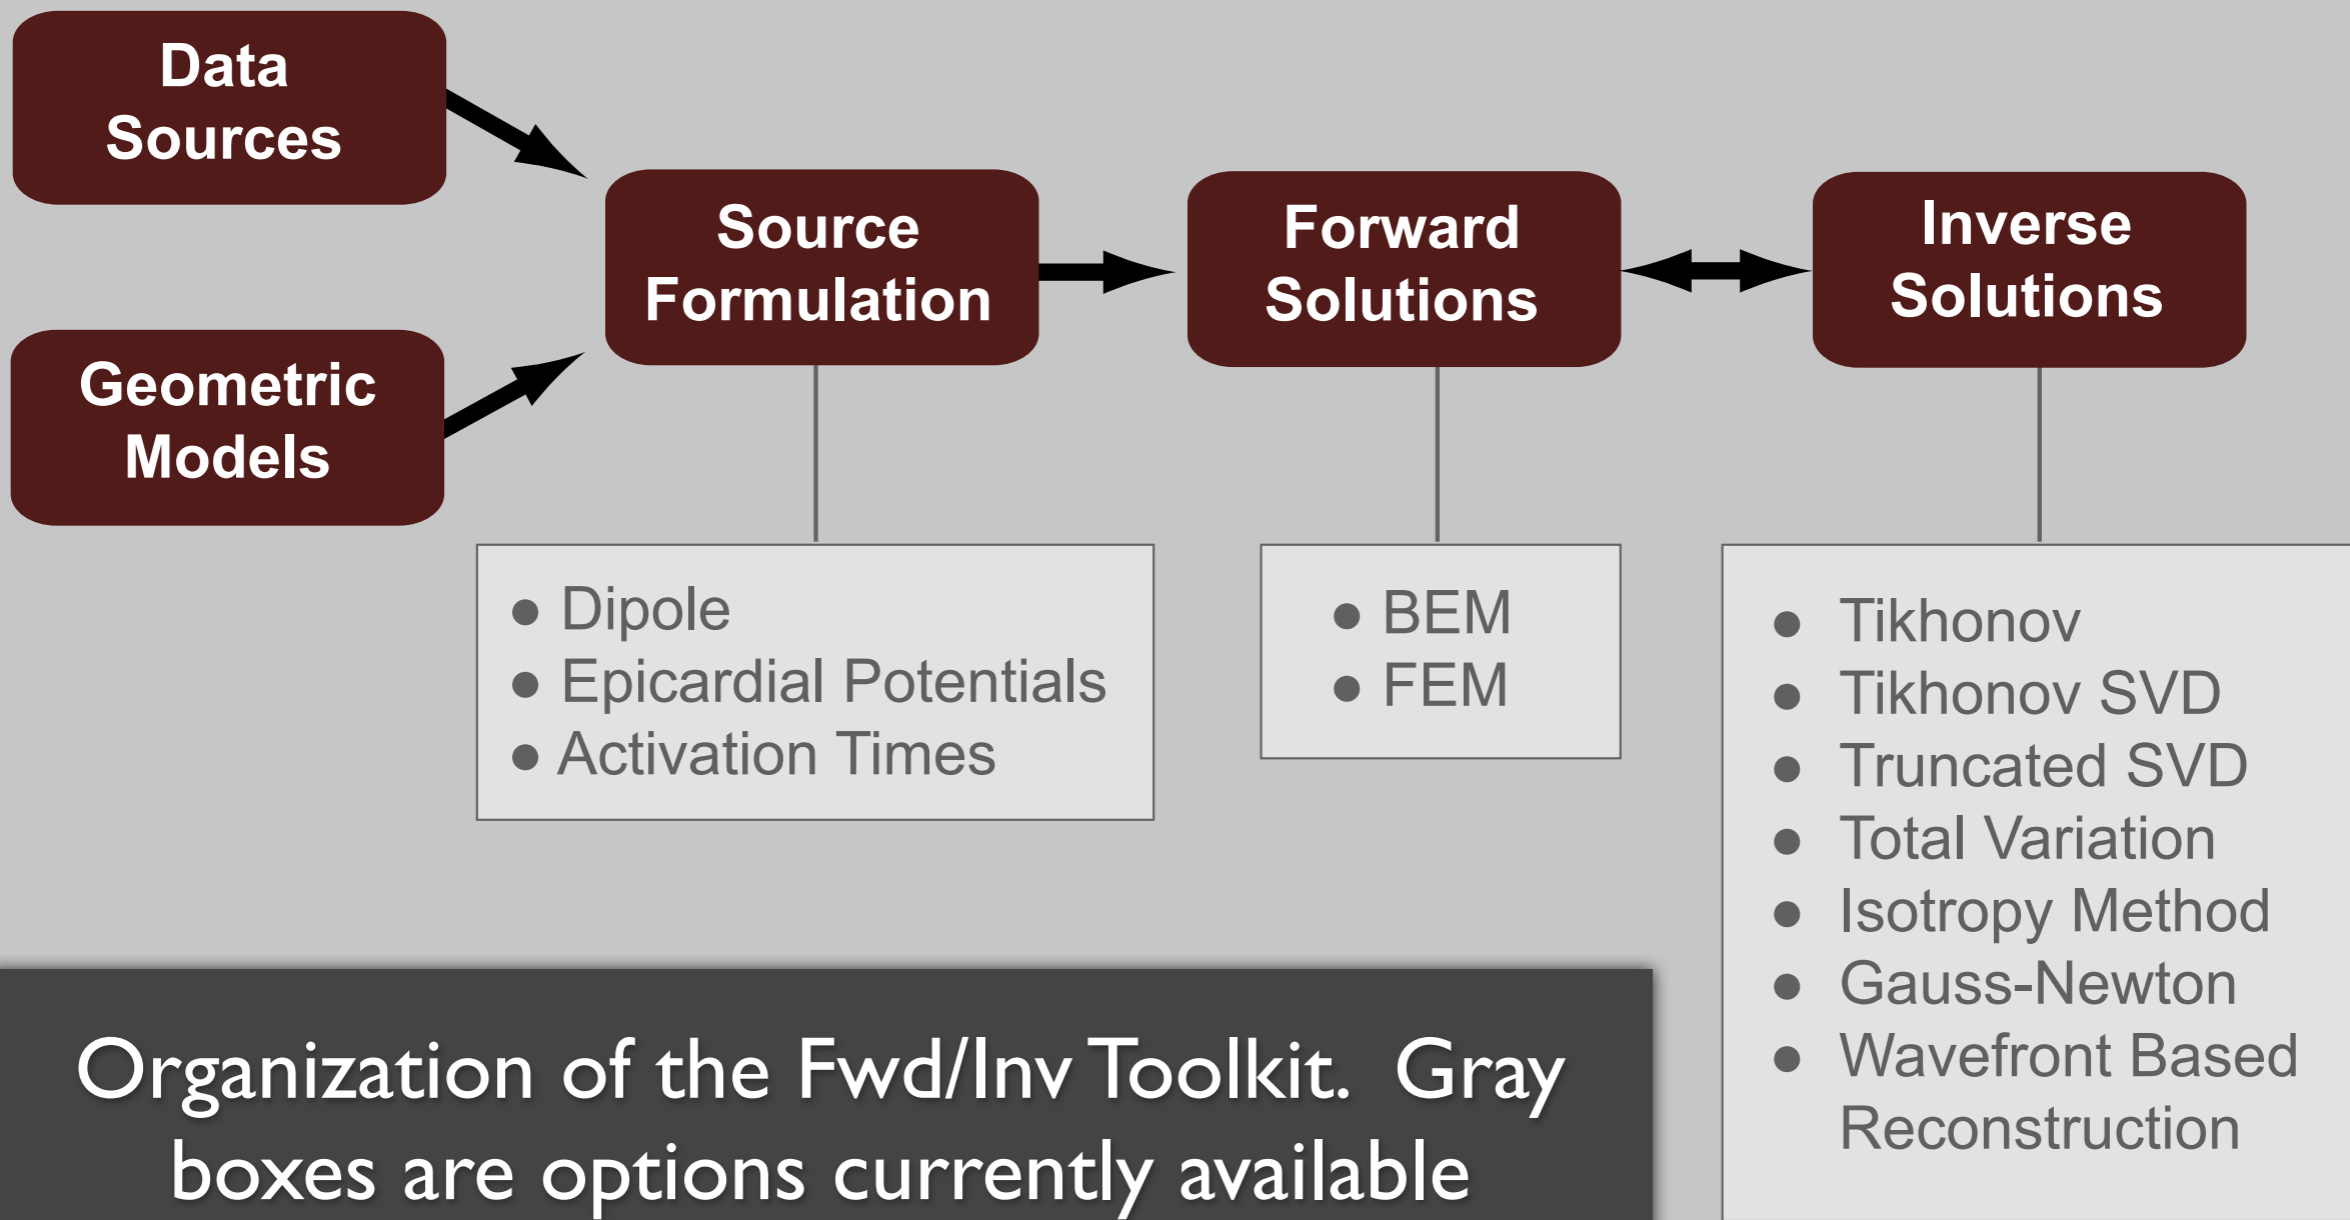 Data
Sources
Geometric
Models
Source
Formulation
Forward
Solutions
Inverse
Solutions
● Dipole
● Epicardial Potentials
● Activation Times
● BEM
● FEM
● Tikhonov
● Tikhonov SVD
● Truncated SVD
● Total Variation
● Isotropy Method
● Gauss-Newton
● Wavefront Based
Reconstruction
Organization of the Fwd/Inv Toolkit. Gray
boxes are options currently available